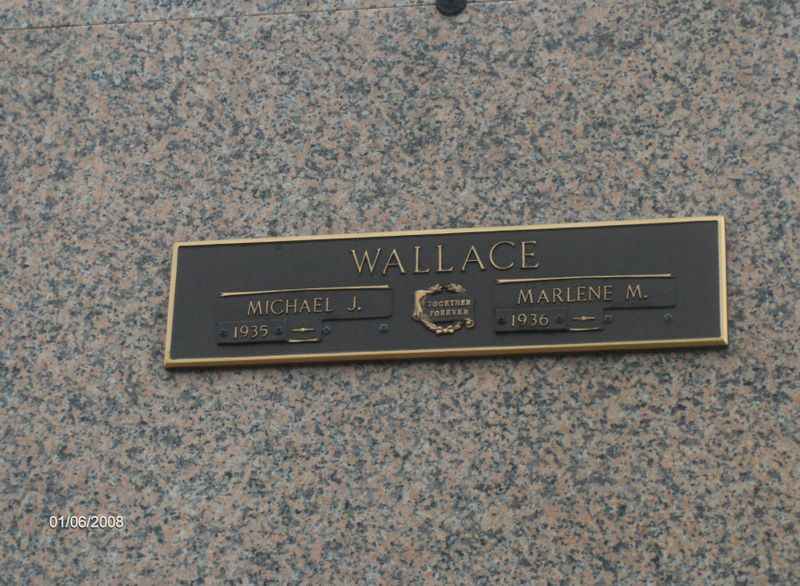 WALLACE
MICHAEL J.
1935
TOGETHER
FOREVER
MARLENE M.
1936
01/06/2008